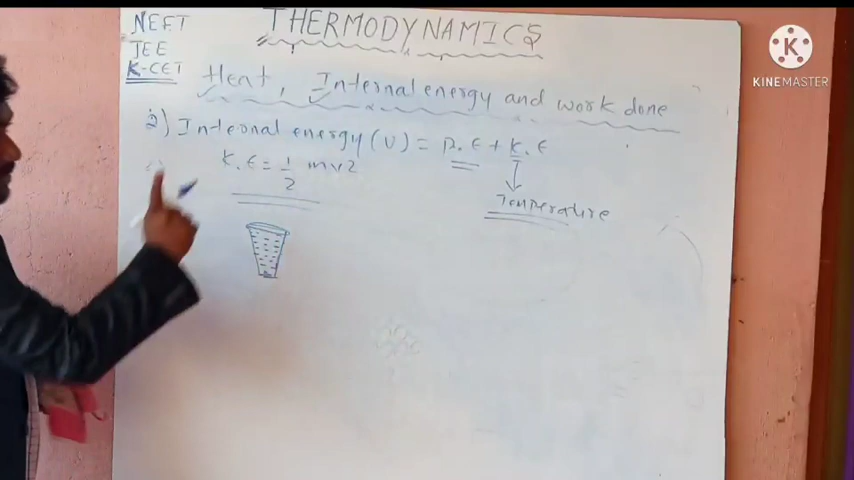 THERMODYNAMICS
NEET
JEE
K-CET
Heat, Internal energy and work done
2) Internal energy (U) = P.E + K.E
K.E = 1/2 mv2
Temperature
K
KINEMASTER